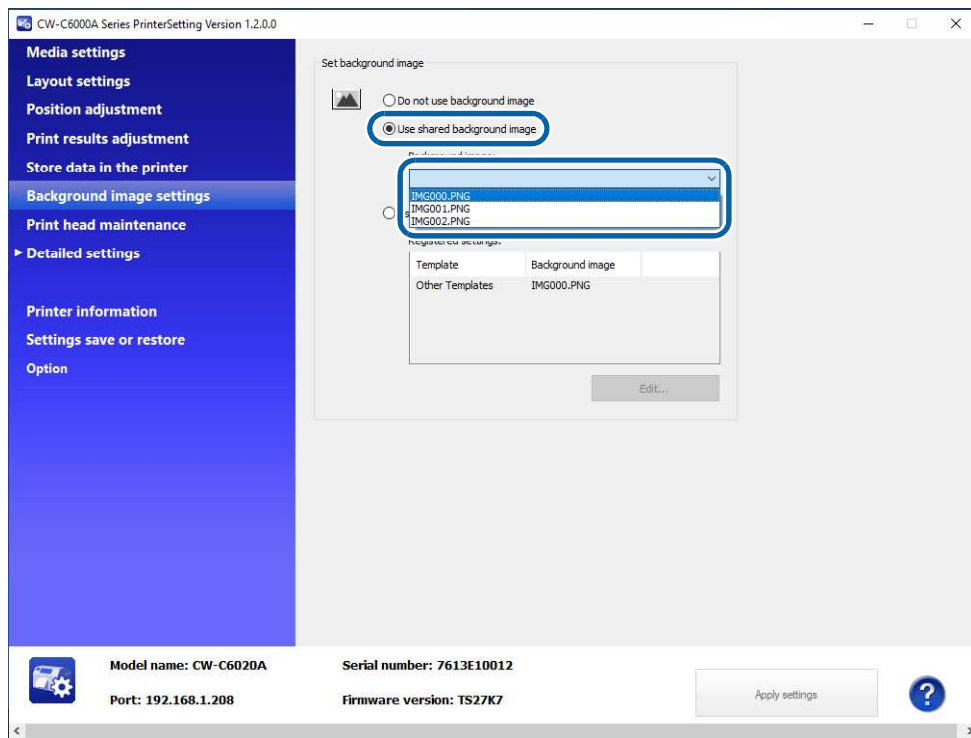 CW-C6000A Series PrinterSetting Version 1.2.0.0
Media settings
Layout settings
Position adjustment
Print results adjustment
Store data in the printer
Background image settings
Print head maintenance
Detailed settings
Printer information
Settings save or restore
Option
Set background image
Do not use background image
Use shared background image
IMG000.PNG
IMG001.PNG
IMG002.PNG
Registered settings:
Template Background image
Other Templates IMG000.PNG
Edit...
Model name: CW-C6020A Serial number: 7613E10012
Port: 192.168.1.208 Firmware version: TS27K7
Apply settings
?